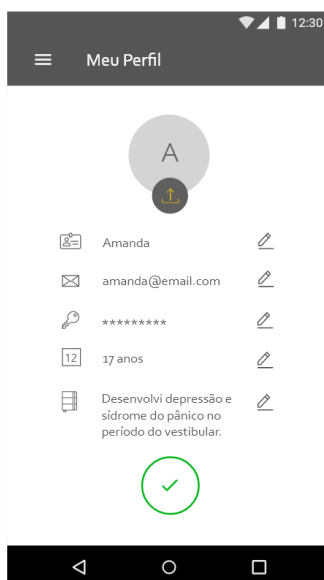 12:30
Meu Perfil
A
Amanda
amanda@email.com
*********
12
17 anos
Desenvolvi depressão e
sídrome do pânico no
período do vestibular.